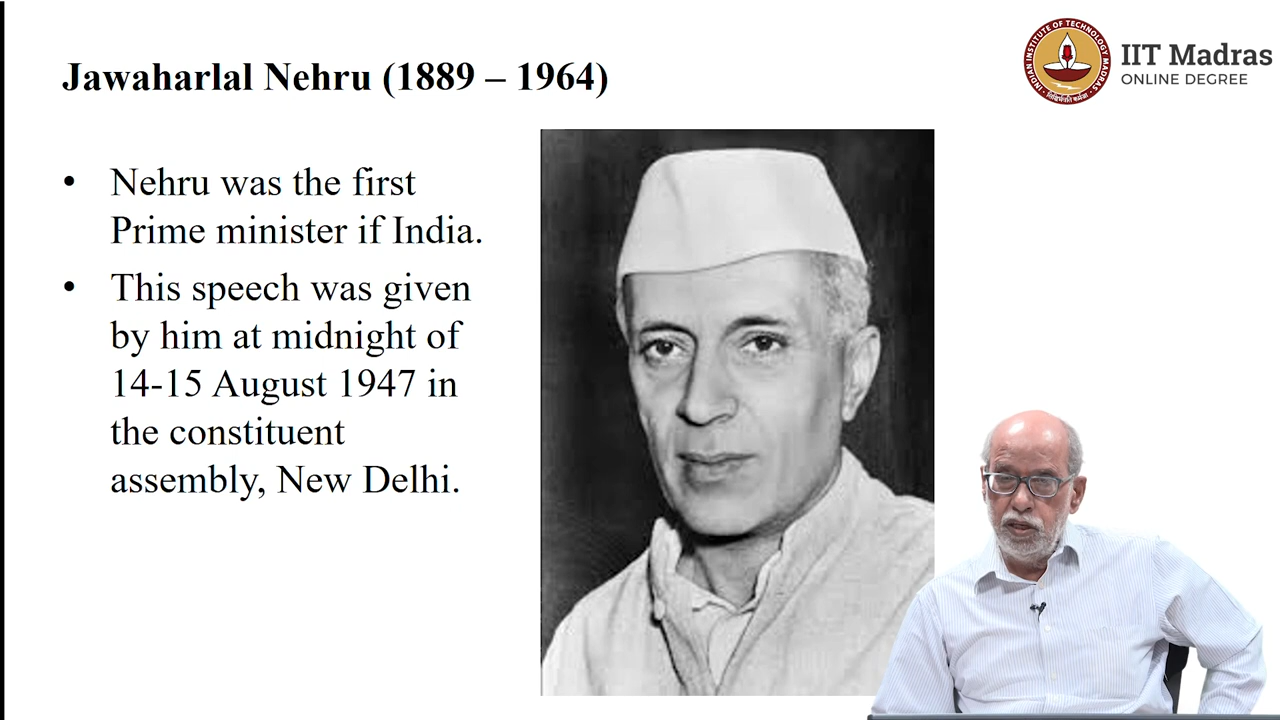 Jawaharlal Nehru (1889 – 1964)
IIT Madras
ONLINE DEGREE
INDIAN INSTITUTE OF TECHNOLOGY MADRAS
• Nehru was the first
Prime minister if India.
• This speech was given
by him at midnight of
14-15 August 1947 in
the constituent
assembly, New Delhi.